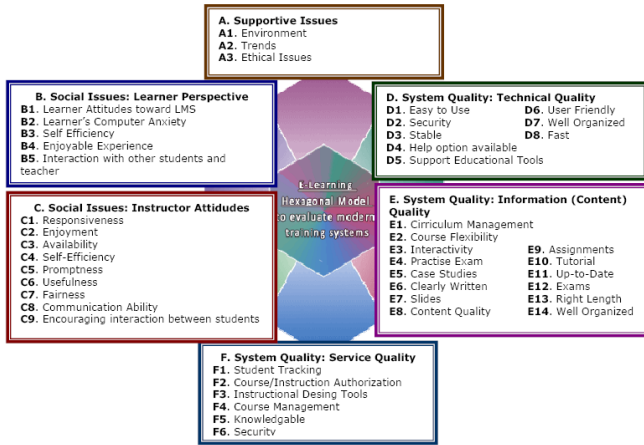 A. Supportive Issues
A1. Environment
A2. Trends
A3. Ethical Issues
B. Social Issues: Learner Perspective
B1. Learner Attitudes toward LMS
B2. Learner's Computer Anxiety
B3. Self Efficiency
B4. Enjoyable Experience
B5. Interaction with other students and
teacher
D. System Quality: Technical Quality
D1. Easy to Use
D2. Security
D3. Stable
D4. Help option available
D5. Support Educational Tools
D6. User Friendly
D7. Well Organized
D8. Fast
E-Learning
Hexagonal Model
to evaluate modern
training systems
C. Social Issues: Instructor Attidudes
C1. Responsiveness
C2. Enjoyment
C3. Availability
C4. Self-Efficiency
C5. Promptness
C6. Usefulness
C7. Fairness
C8. Communication Ability
C9. Encouraging interaction between students
E. System Quality: Information (Content)
Quality
E1. Cirriculum Management
E2. Course Flexibility
E3. Interactivity
E4. Practise Exam
E5. Case Studies
E6. Clearly Written
E7. Slides
E8. Content Quality
E9. Assignments
E10. Tutorial
E11. Up-to-Date
E12. Exams
E13. Right Length
E14. Well Organized
F. System Quality: Service Quality
F1. Student Tracking
F2. Course/Instruction Authorization
F3. Instructional Desing Tools
F4. Course Management
F5. Knowledgable
F6. Security